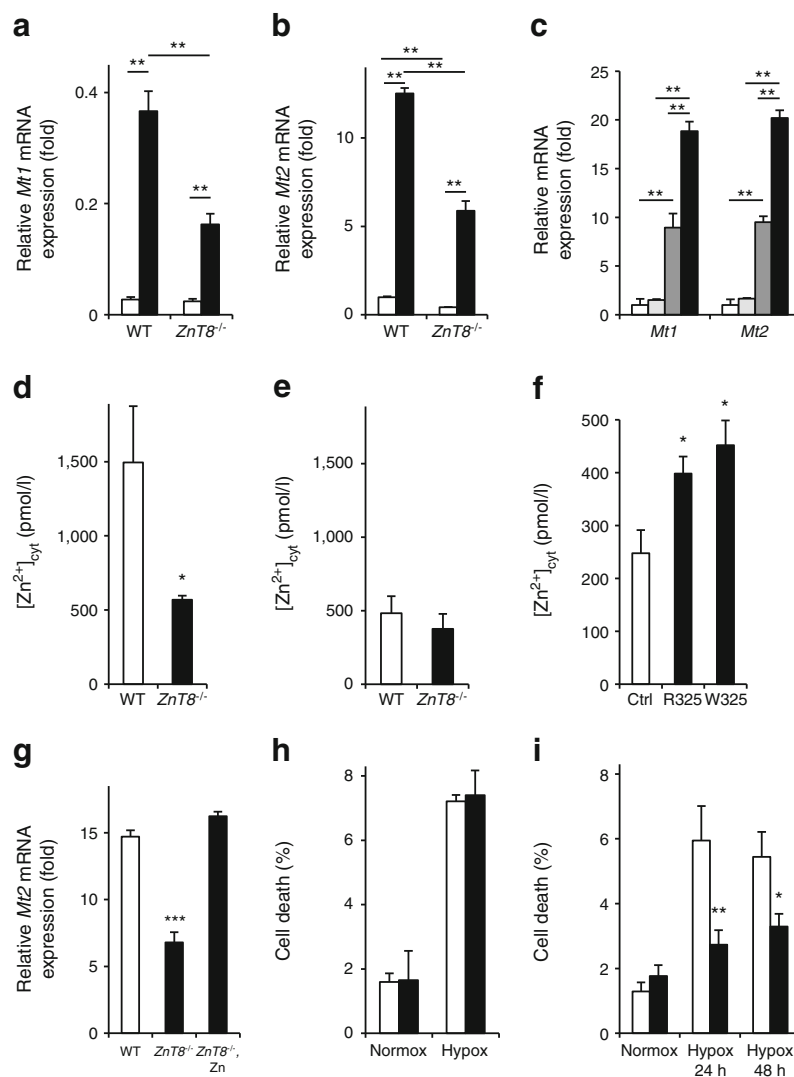 a
Relative Mt1 mRNA
expression (fold)
0.4
0.2
0
**
**
**
WT
ZnT8-/-
b
Relative Mt2 mRNA
expression (fold)
10
5
0
**
**
**
**
WT
ZnT8-/-
c
Relative mRNA
expression (fold)
25
20
15
10
5
0
**
**
**
**
**
**
Mt1
Mt2
d
[Zn2+]cyt (pmol/l)
1,500
1,000
500
0
*
WT
ZnT8-/-
e
[Zn2+]cyt (pmol/l)
1,500
1,000
500
0
WT
ZnT8-/-
f
[Zn2+]cyt (pmol/l)
500
400
300
200
100
0
*
*
Ctrl
R325
W325
g
Relative Mt2 mRNA
expression (fold)
15
10
5
0
***
WT
ZnT8-/-
ZnT8-/-,
Zn
h
Cell death (%)
8
6
4
2
0
Normox
Hypox
i
Cell death (%)
8
6
4
2
0
**
*
Normox
Hypox
24 h
Hypox
48 h